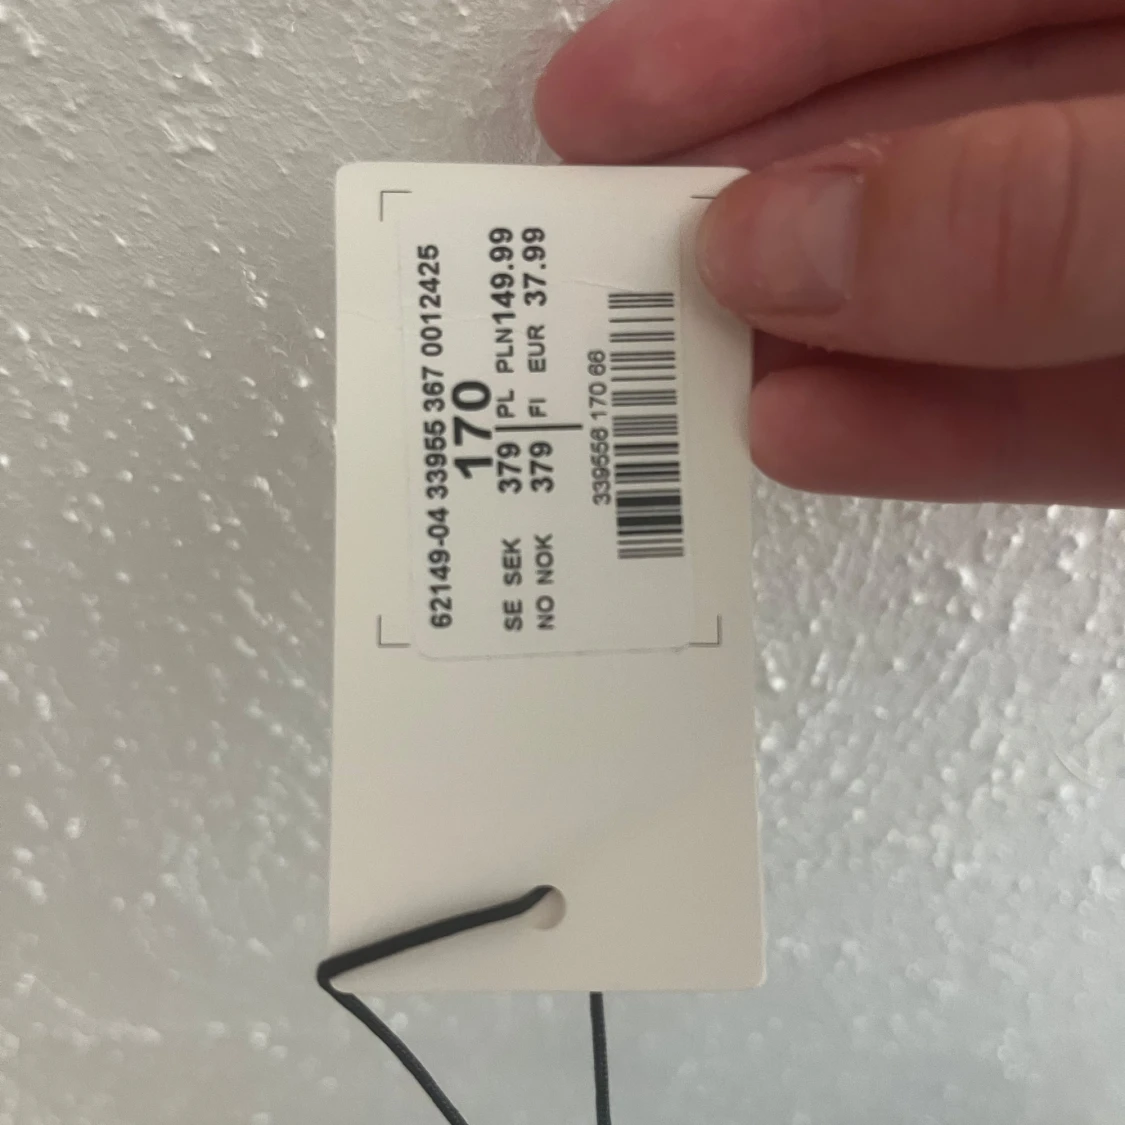 62149-04 33955 367 0012425
170
SE SEK 379 PL PLN149.99
NO NOK 379 FI EUR 37.99
339556 170 66